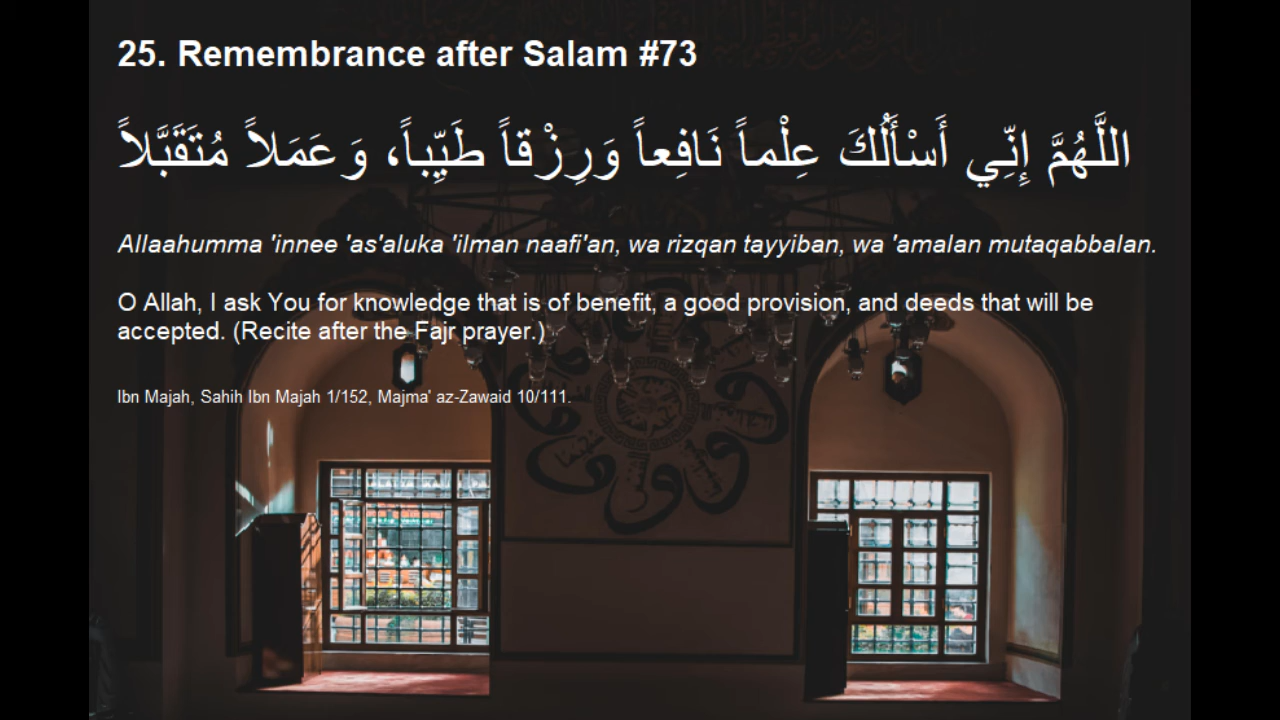 25. Remembrance after Salam #73
اللَّهُمَّ إِنِّي أَسْأَلُكَ عِلْماً نَافِعاً وَرِزْقاً طَيِّباً، وَعَمَلاً مُتَقَبَّلاً
Allaahumma 'innee 'as'aluka 'ilman naafi'an, wa rizqan tayyiban, wa 'amalan mutaqabbalan.
O Allah, I ask You for knowledge that is of benefit, a good provision, and deeds that will be
accepted. (Recite after the Fajr prayer.)
Ibn Majah, Sahih Ibn Majah 1/152, Majma' az-Zawaid 10/111.